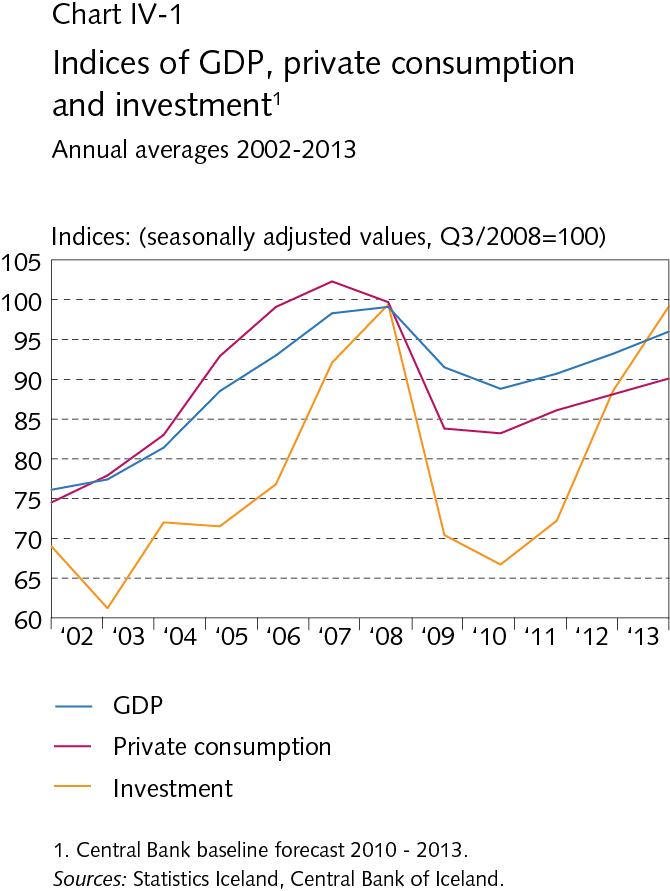 Chart IV-1
Indices of GDP, private consumption
and investment¹
Annual averages 2002-2013
Indices: (seasonally adjusted values, Q3/2008=100)
105
100
95
90
85
80
75
70
65
60
‘02 ‘03 ‘04 ‘05 ‘06 ‘07 ‘08 ‘09 ‘10 ‘11 ‘12 ‘13
GDP
Private consumption
Investment
1. Central Bank baseline forecast 2010 - 2013.
Sources: Statistics Iceland, Central Bank of Iceland.